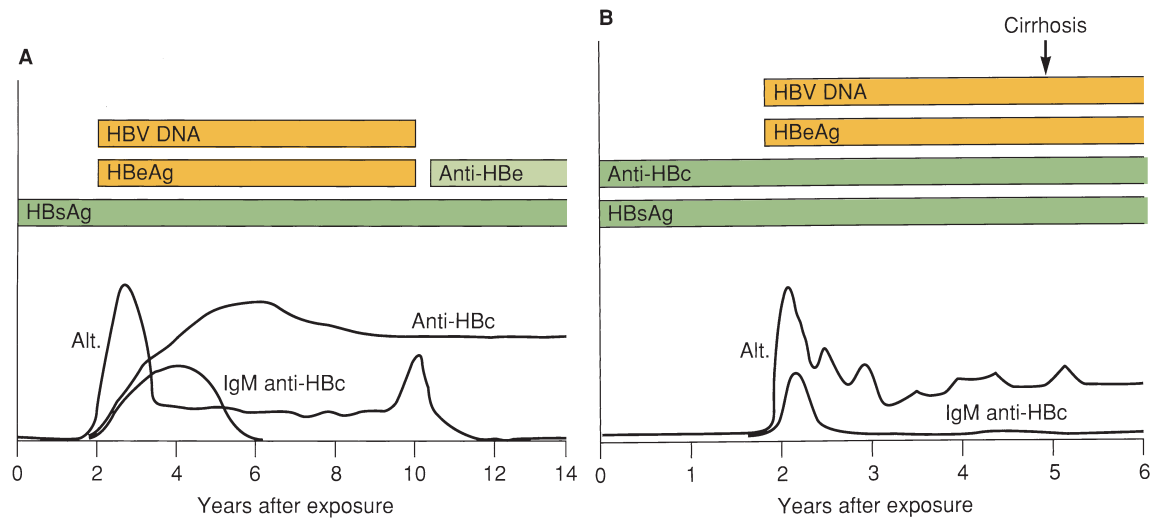 A
HBV DNA
HBeAg
Anti-HBe
HBsAg
Alt.
Anti-HBc
IgM anti-HBc
0 2 4 6 8 10 12 14
Years after exposure
B
Cirrhosis
HBV DNA
HBeAg
Anti-HBc
HBsAg
Alt.
IgM anti-HBc
0 1 2 3 4 5 6
Years after exposure